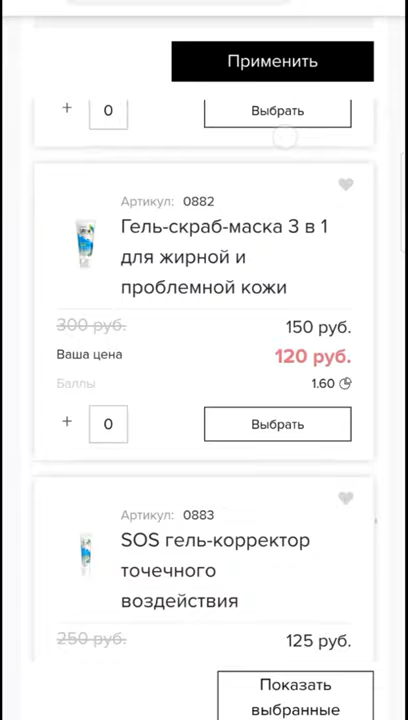 Применить
+ 0 Выбрать
Артикул: 0882
Гель-скраб-маска 3 в 1
для жирной и
проблемной кожи
300 руб. 150 руб.
Ваша цена 120 руб.
Баллы 1.60
+ 0 Выбрать
Артикул: 0883
SOS гель-корректор
точечного
воздействия
250 руб. 125 руб.
Показать
выбранные